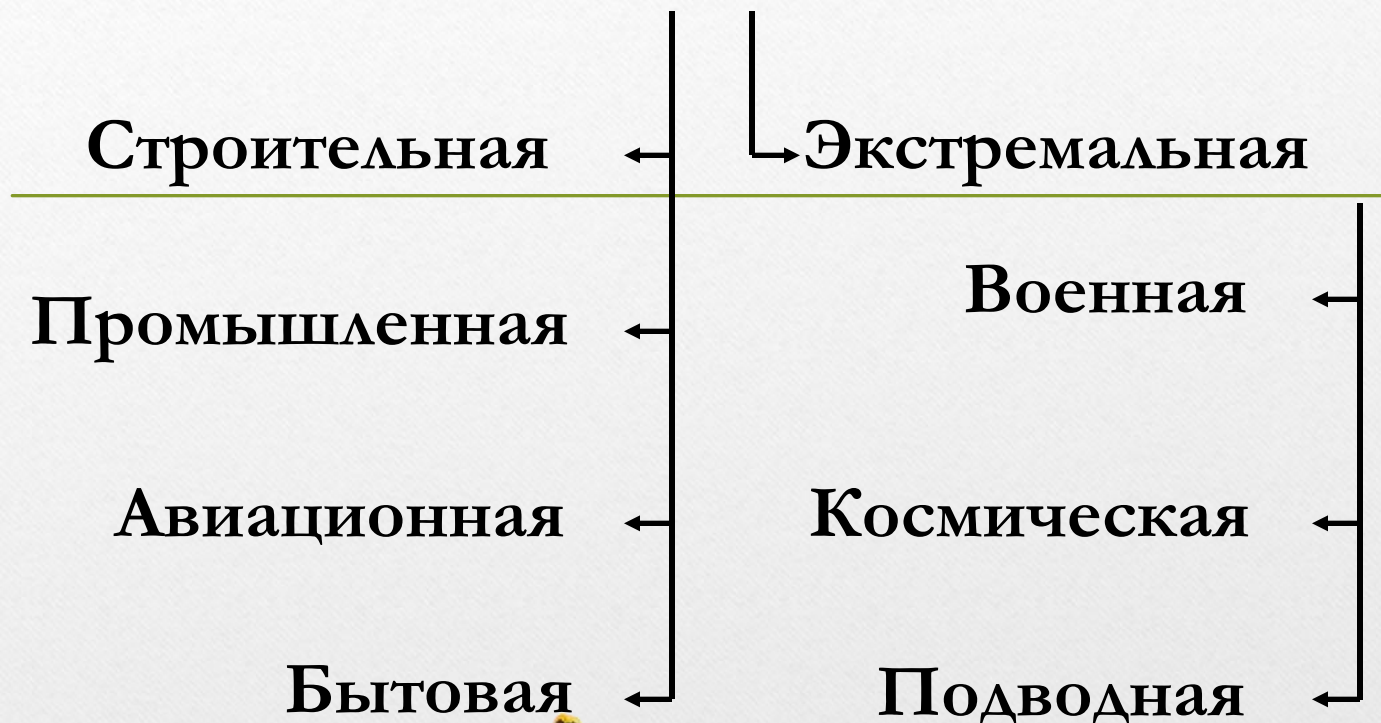 Строительная
Экстремальная
Промышленная
Военная
Авиационная
Космическая
Бытовая
Подводная